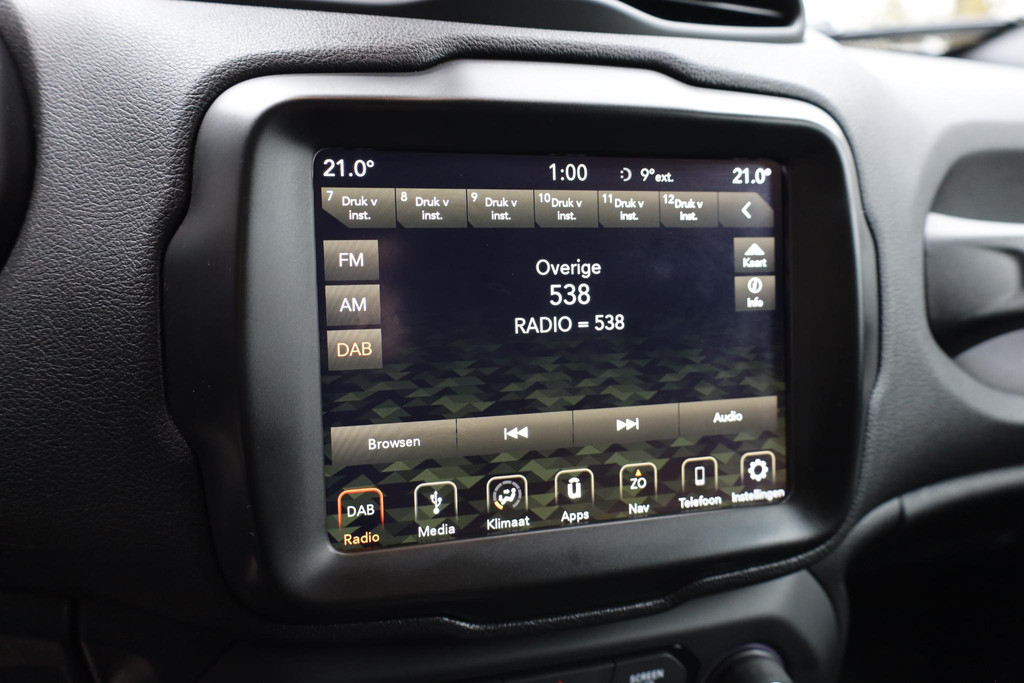 21.0° 1:00 9°ext. 21.0°
7 Druk v inst. 8 Druk v inst. 9 Druk v inst. 10 Druk v inst. 11 Druk v inst. 12 Druk v inst.
FM
AM
DAB
Overige
538
RADIO = 538
Kaart
Info
Browsen
Audio
DAB
ZO
Radio Media Klimaat Apps Nav Telefoon Instellingen
SCREEN